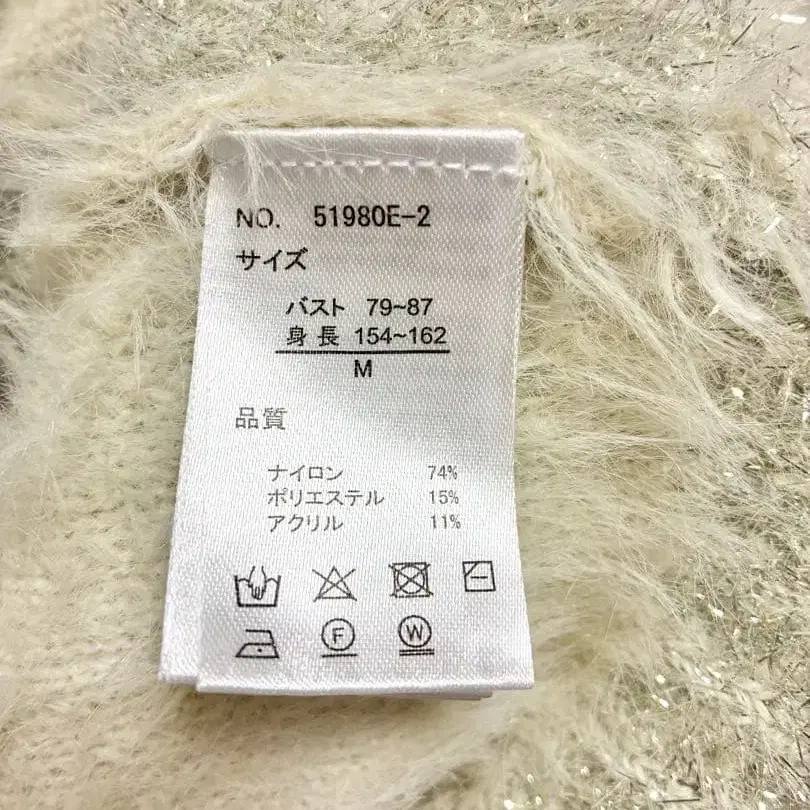 NO. 51980E-2
サイズ
バスト 79~87
身長 154~162
M
品質
ナイロン 74%
ポリエステル 15%
アクリル 11%
F W